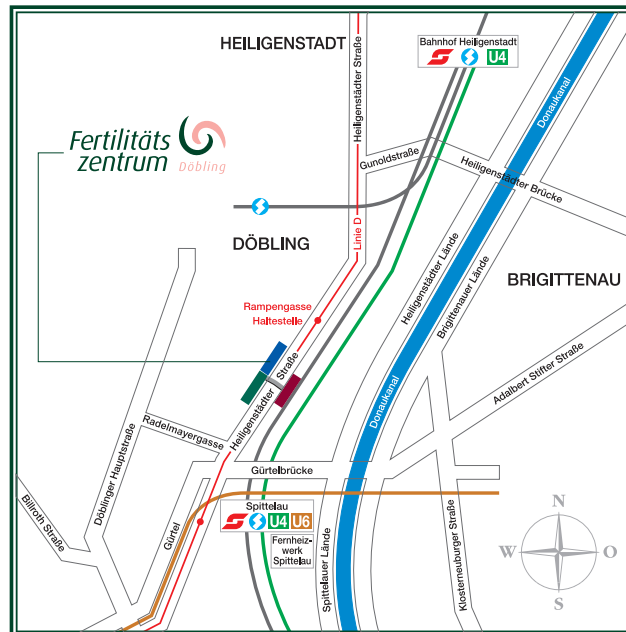 HEILIGENSTADT
Bahnhof Heiligenstadt
U4
Heiligenstädter Straße
Donaukanal
Fertilitäts
zentrum Döbling
Gunoldstraße
Heiligenstädter Brücke
Linie D
DÖBLING
Heiligenstädter Lände
Brigittenauer Lände
BRIGITTENAU
Rampengasse
Haltestelle
Heiligenstädter Straße
Donaukanal
Adalbert Stifter Straße
Radelmayergasse
Döblinger Hauptstraße
Billroth Straße
Gürtel
Gürtelbrücke
Spittelau
U4 U6
Fernheiz-
werk
Spittelau
Spittelauer Lände
Klosterneuburger Straße
N
W O
S